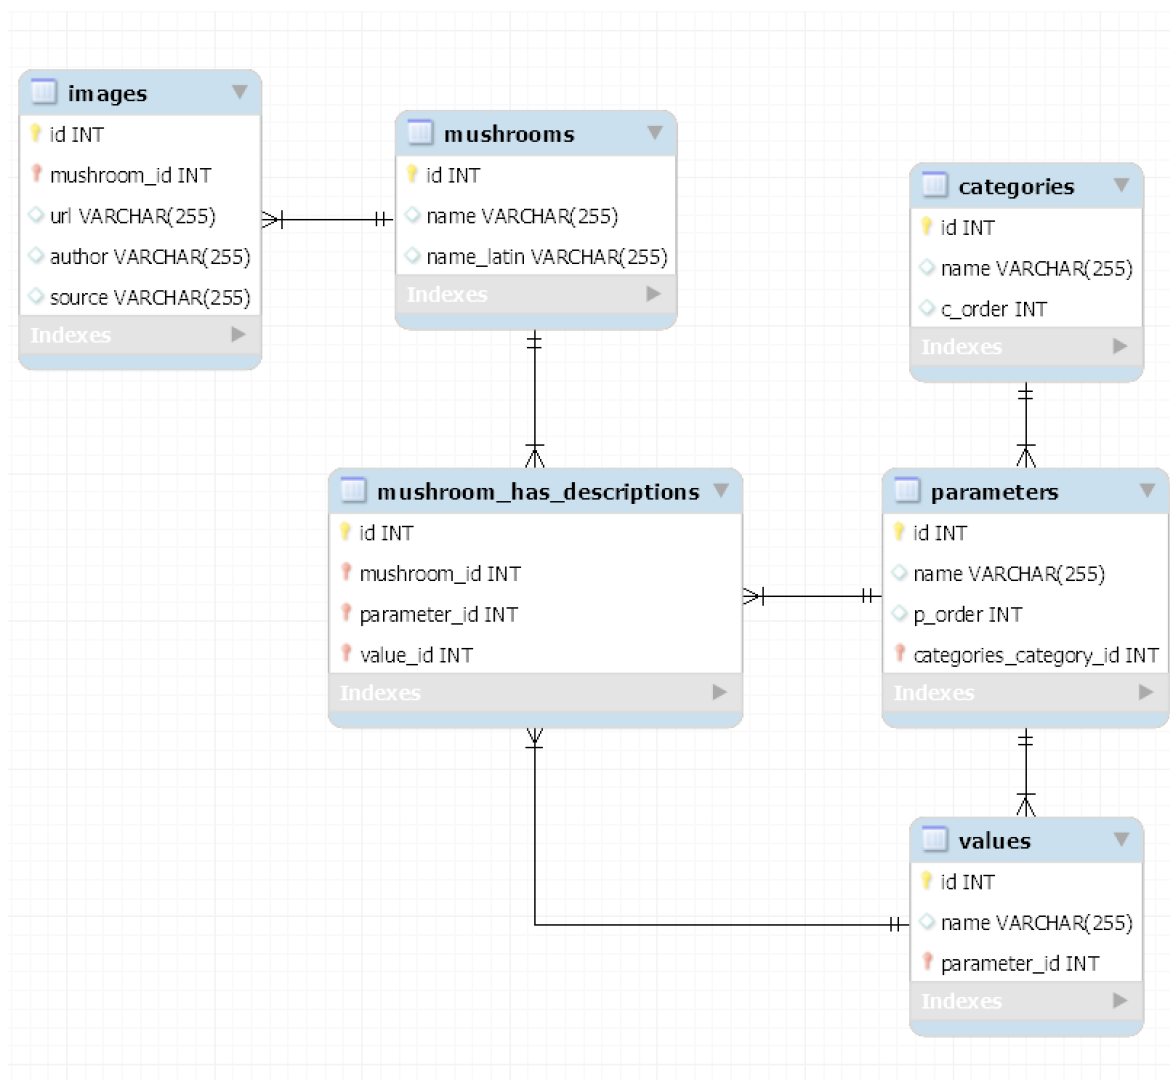 images
id INT
mushroom_id INT
url VARCHAR(255)
author VARCHAR(255)
source VARCHAR(255)
Indexes
mushrooms
id INT
name VARCHAR(255)
name_latin VARCHAR(255)
Indexes
categories
id INT
name VARCHAR(255)
c_order INT
Indexes
mushroom_has_descriptions
id INT
mushroom_id INT
parameter_id INT
value_id INT
Indexes
parameters
id INT
name VARCHAR(255)
p_order INT
categories_category_id INT
Indexes
values
id INT
name VARCHAR(255)
parameter_id INT
Indexes